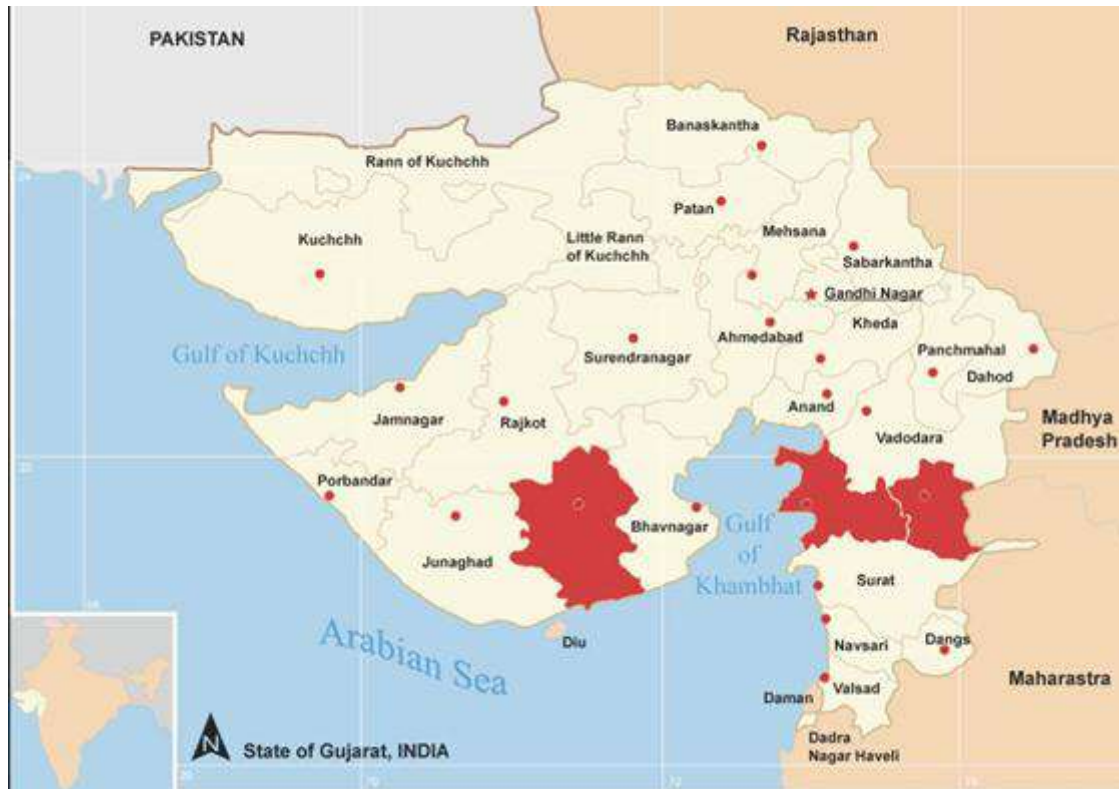 PAKISTAN
Rajasthan
Banaskantha
Rann of Kuchchh
Patan
Mehsana
Kuchchh
Little Rann
of Kuchchh
Sabarkantha
Gandhi Nagar
Gulf of Kuchchh
Ahmedabad
Kheda
Surendranagar
Panchmahal
Dahod
Jamnagar
Rajkot
Anand
Vadodara
Madhya
Pradesh
Porbandar
Bhavnagar
Junaghad
Gulf
of
Khambhat
Surat
Arabian Sea
Diu
Navsari
Dangs
Daman
Valsad
Maharastra
Dadra
Nagar Haveli
N
State of Gujarat, INDIA
70
72